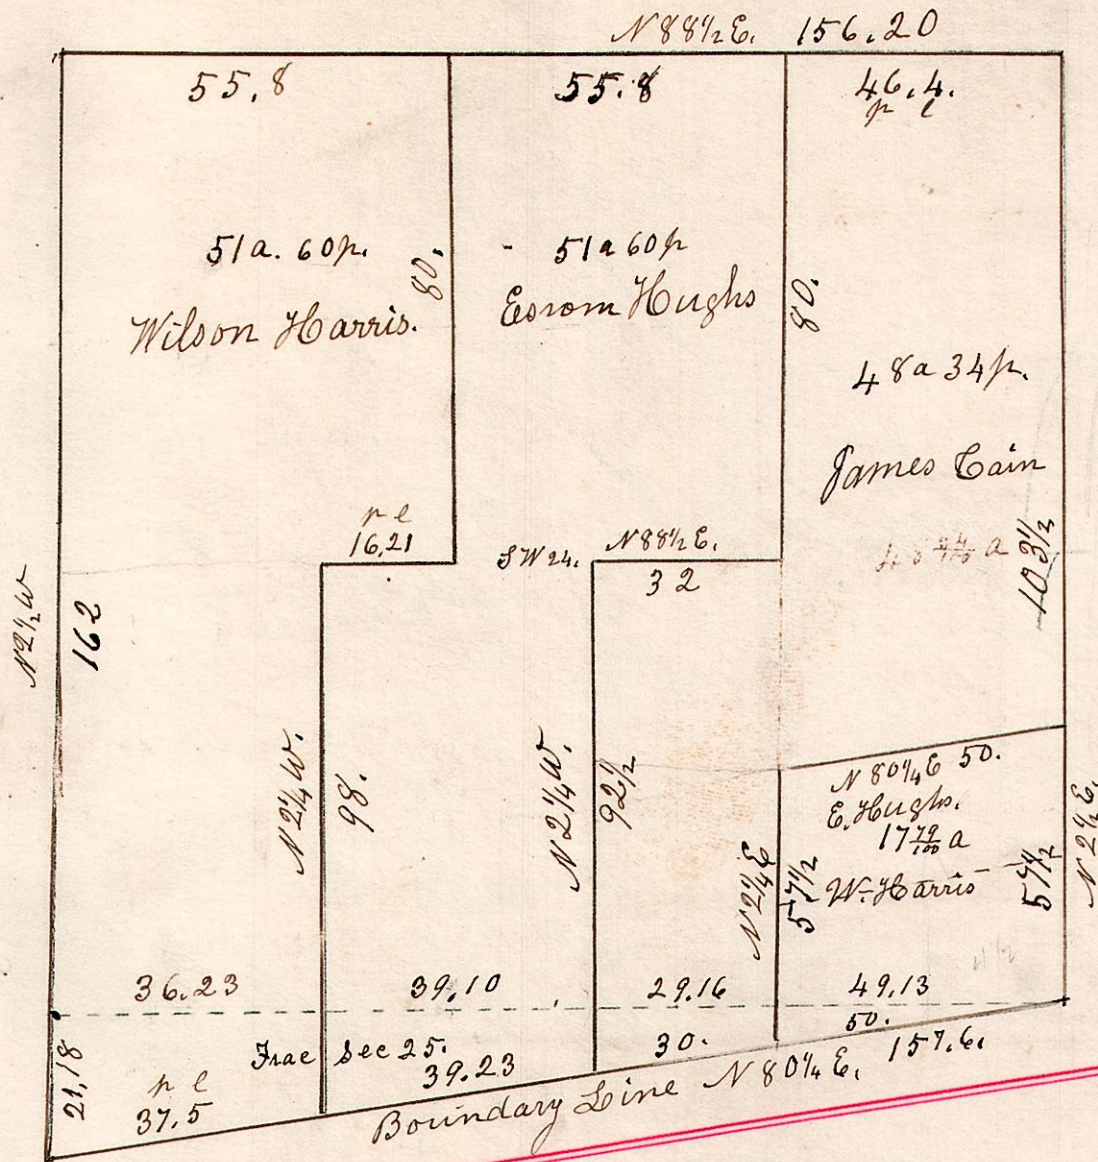 N 88½ E. 156.20
55,8
55.8
46,4.
p l
51a. 60p.
80.
Wilson Harris.
51a 60p
Esrom Hughs
80.
48a 34p.
James Cain
103½
p l
16,21
SW 24.
N 88½ E.
32
N 2½ W
162
N 2¼ W.
98.
N 2¼ W.
92½
N 80¼ E 50.
E. Hughs.
17 79/100 a
W. Harris
N 2¼ E
57½
57½
N 2½ E.
36.23
39,10
29.16
49,13
50.
21,18
p l
37.5
Frac Sec 25.
39.23
30.
157.6.
Boundary Line N 80¼ E.